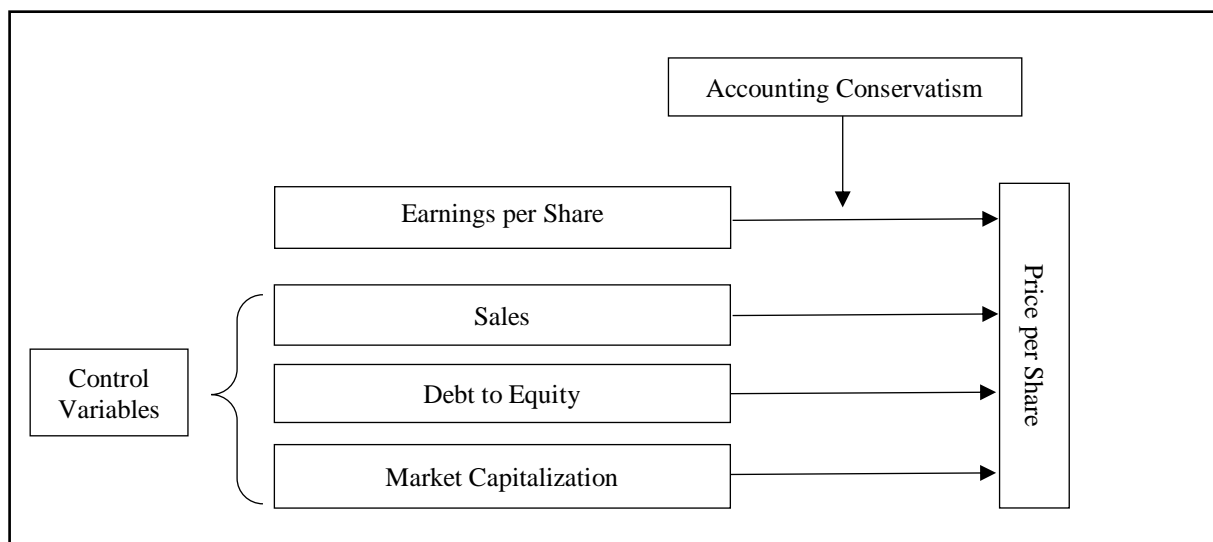 Accounting Conservatism
Earnings per Share
Sales
Control
Variables
Debt to Equity
Market Capitalization
Price per Share